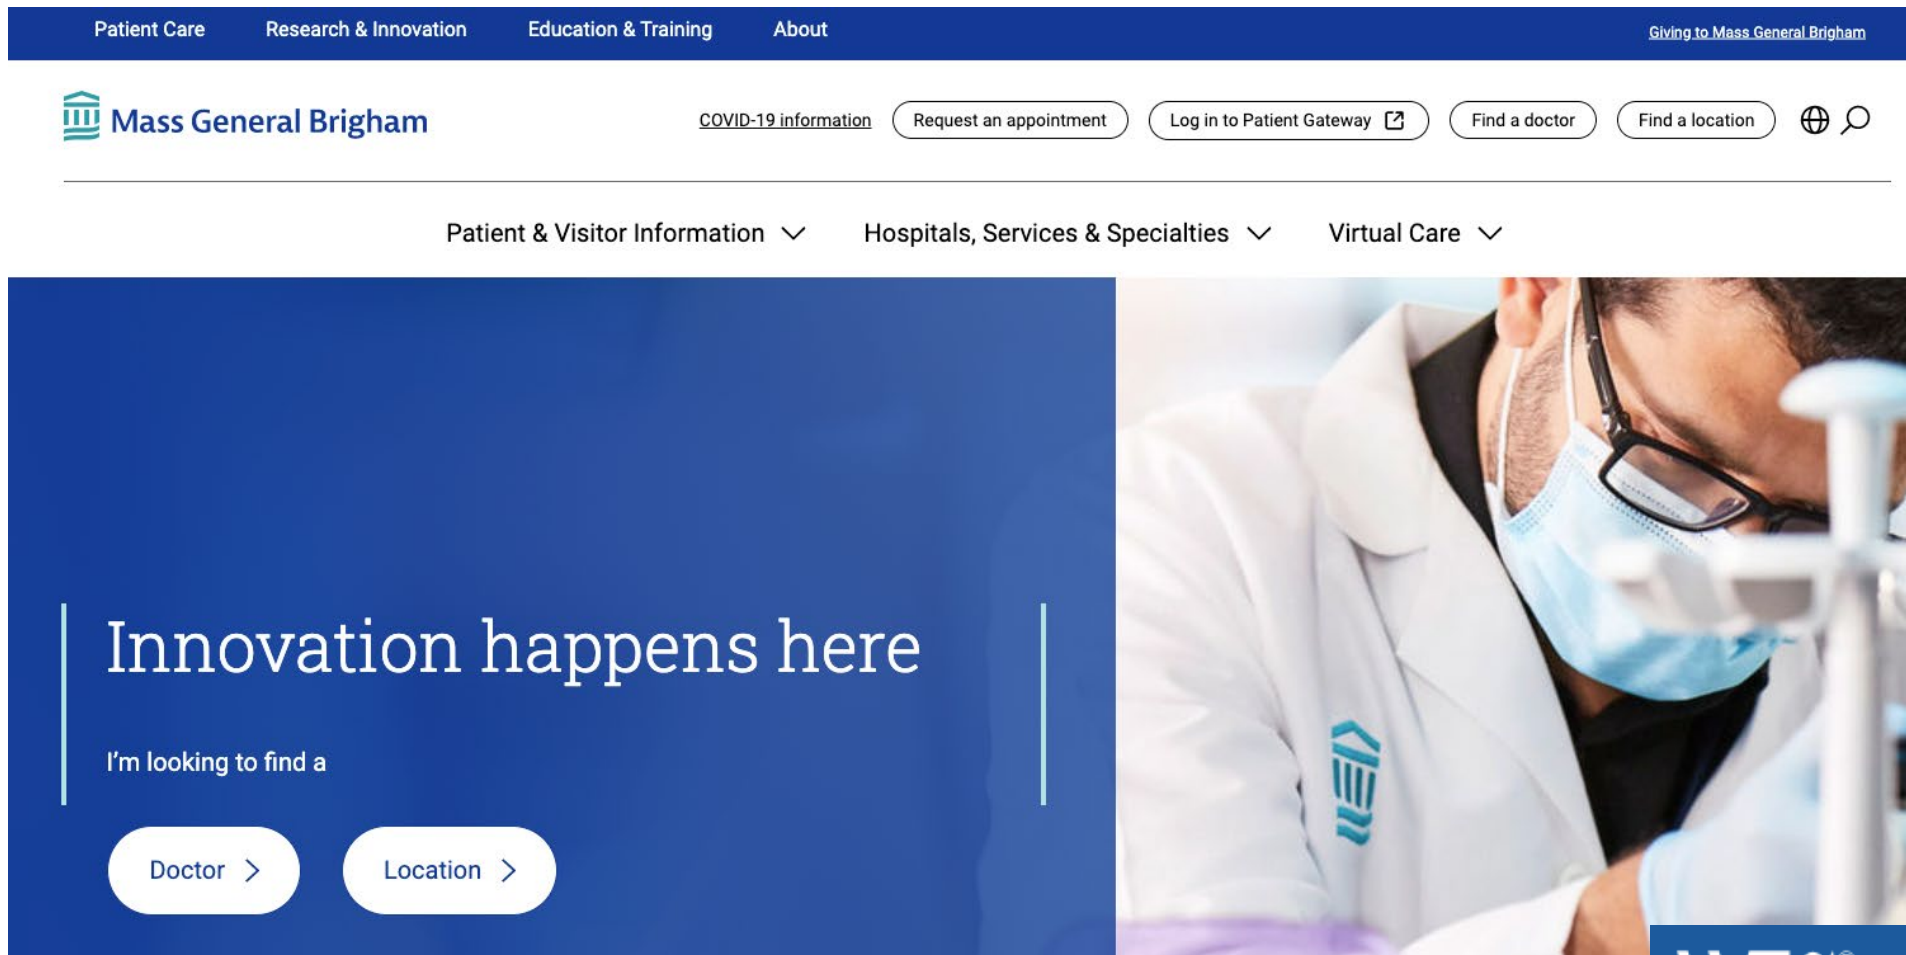 Patient Care Research & Innovation Education & Training About Giving to Mass General Brigham
Mass General Brigham COVID-19 information Request an appointment Log in to Patient Gateway Find a doctor Find a location
Patient & Visitor Information Hospitals, Services & Specialties Virtual Care
Innovation happens here
I’m looking to find a
Doctor Location